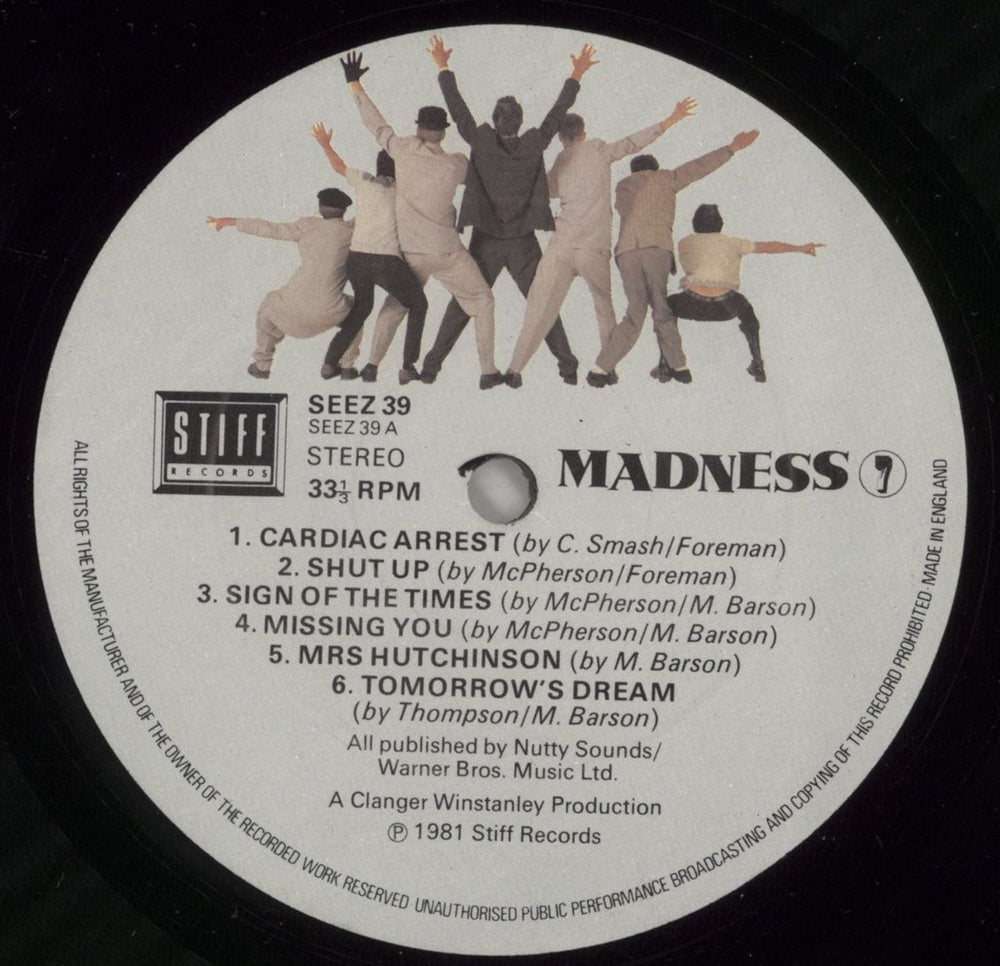 STIFF
RECORDS
SEEZ 39
SEEZ 39 A
STEREO
33⅓ RPM
MADNESS 7
1. CARDIAC ARREST (by C. Smash/Foreman)
2. SHUT UP (by McPherson/Foreman)
3. SIGN OF THE TIMES (by McPherson/M. Barson)
4. MISSING YOU (by McPherson/M. Barson)
5. MRS HUTCHINSON (by M. Barson)
6. TOMORROW'S DREAM
(by Thompson/M. Barson)
All published by Nutty Sounds/
Warner Bros. Music Ltd.
A Clanger Winstanley Production
℗ 1981 Stiff Records
ALL RIGHTS OF THE MANUFACTURER AND OF THE OWNER OF THE RECORDED WORK RESERVED UNAUTHORISED PUBLIC PERFORMANCE BROADCASTING AND COPYING OF THIS RECORD PROHIBITED · MADE IN ENGLAND